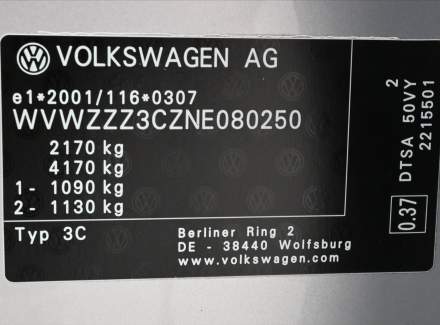 VOLKSWAGEN AG
e1*2001/116*0307
WVWZZZ3CZNE080250
2170 kg
4170 kg
1- 1090 kg
2- 1130 kg
Typ 3C
Berliner Ring 2
DE - 38440 Wolfsburg
www.volkswagen.com
0.37
DTSA 50VY 2
2215501